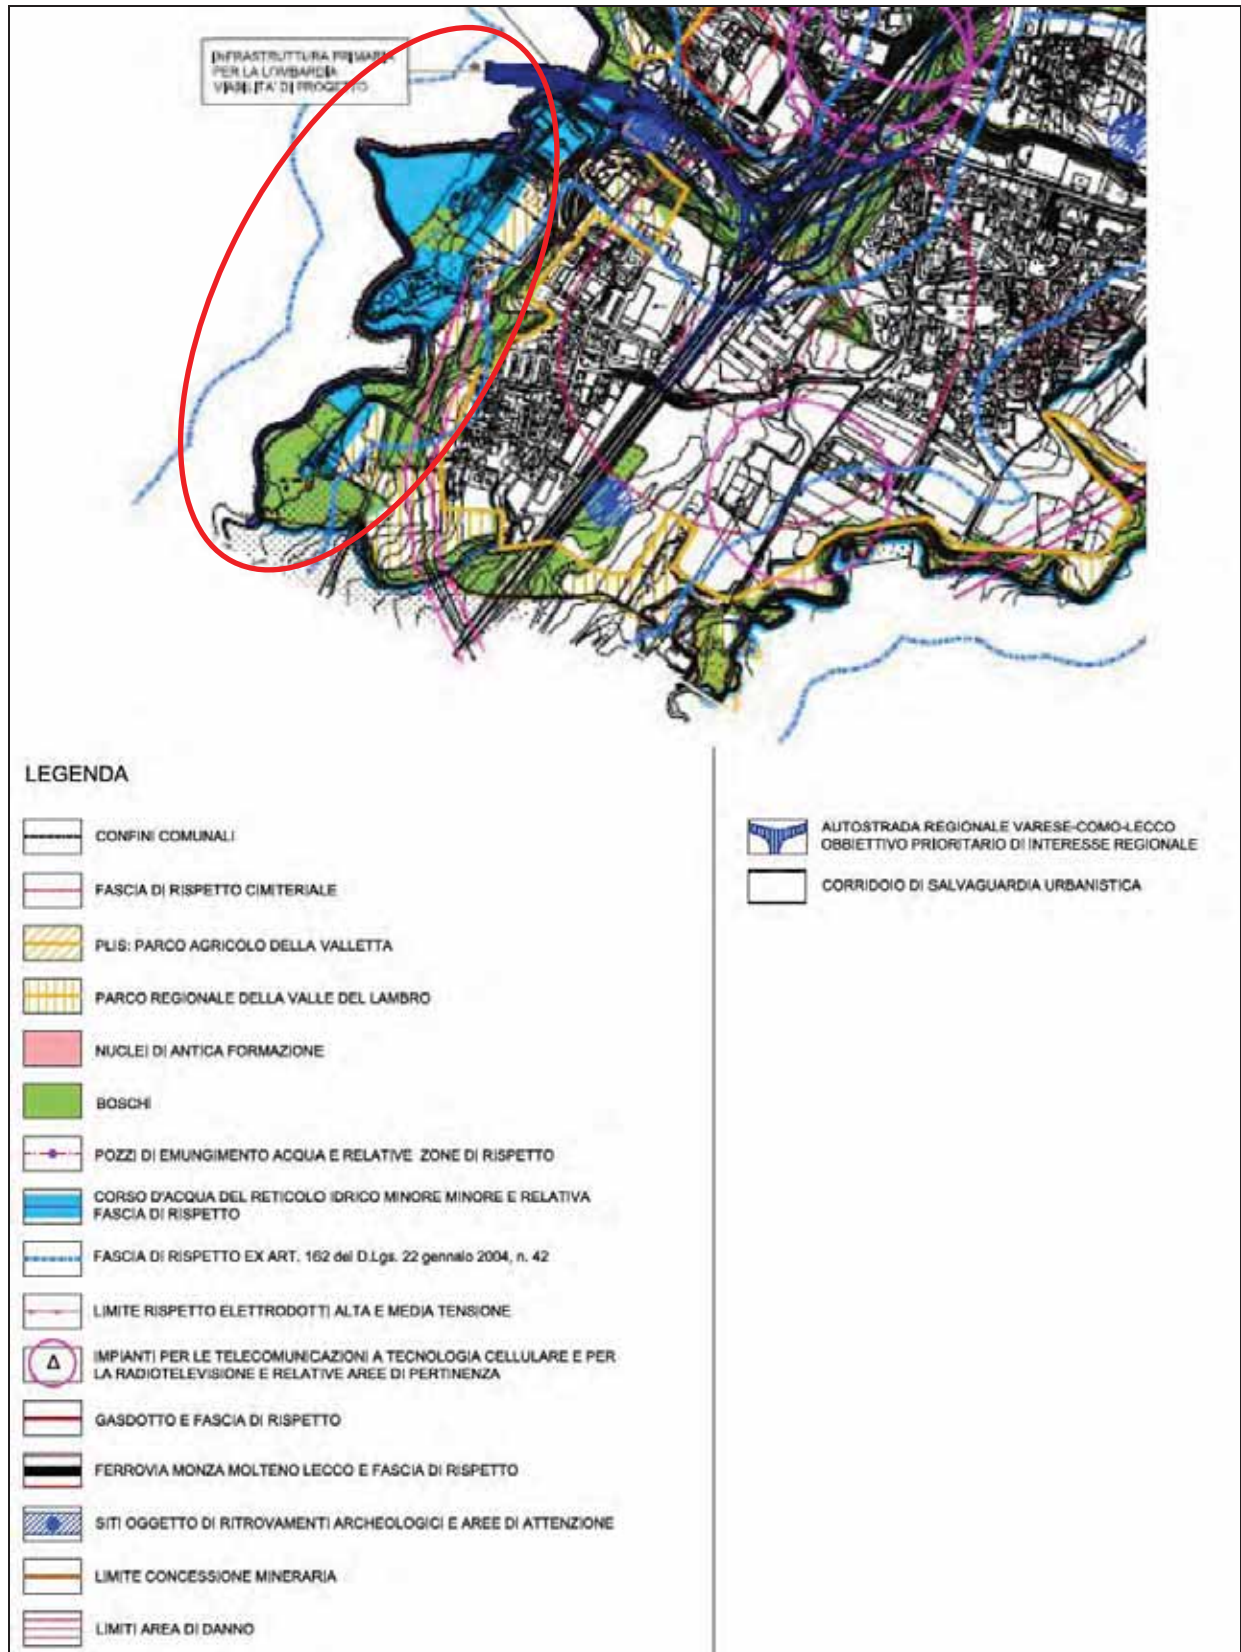 INFRASTRUTTURA PRIMARIA
PER LA LOMBARDIA
VIABILITA' DI PROGETTO
LEGENDA
CONFINI COMUNALI
FASCIA DI RISPETTO CIMITERIALE
PLIS: PARCO AGRICOLO DELLA VALLETTA
PARCO REGIONALE DELLA VALLE DEL LAMBRO
NUCLEI DI ANTICA FORMAZIONE
BOSCHI
POZZI DI EMUNGIMENTO ACQUA E RELATIVE ZONE DI RISPETTO
CORSO D'ACQUA DEL RETICOLO IDRICO MINORE MINORE E RELATIVA
FASCIA DI RISPETTO
FASCIA DI RISPETTO EX ART. 162 del D.Lgs. 22 gennaio 2004, n. 42
LIMITE RISPETTO ELETTRODOTTI ALTA E MEDIA TENSIONE
Δ
IMPIANTI PER LE TELECOMUNICAZIONI A TECNOLOGIA CELLULARE E PER
LA RADIOTELEVISIONE E RELATIVE AREE DI PERTINENZA
GASDOTTO E FASCIA DI RISPETTO
FERROVIA MONZA MOLTENO LECCO E FASCIA DI RISPETTO
SITI OGGETTO DI RITROVAMENTI ARCHEOLOGICI E AREE DI ATTENZIONE
LIMITE CONCESSIONE MINERARIA
LIMITI AREA DI DANNO
AUTOSTRADA REGIONALE VARESE-COMO-LECCO
OBBIETTIVO PRIORITARIO DI INTERESSE REGIONALE
CORRIDOIO DI SALVAGUARDIA URBANISTICA